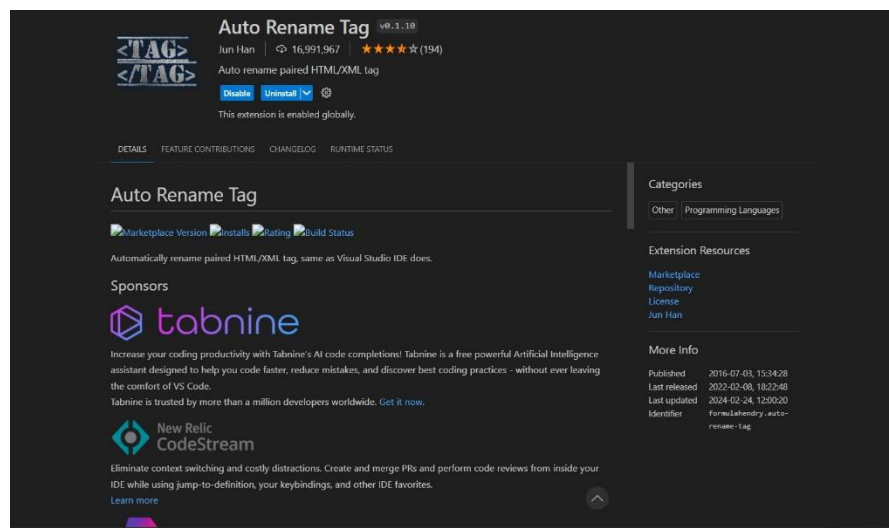 <TAG>
</TAG>
Auto Rename Tag v0.1.10
Jun Han 16,991,967 (194)
Auto rename paired HTML/XML tag
Disable Uninstall
This extension is enabled globally.
DETAILS FEATURE CONTRIBUTIONS CHANGELOG RUNTIME STATUS
Auto Rename Tag
Marketplace Version Installs Rating Build Status
Automatically rename paired HTML/XML tag, same as Visual Studio IDE does.
Sponsors
tabnine
Increase your coding productivity with Tabnine's AI code completions! Tabnine is a free powerful Artificial Intelligence
assistant designed to help you code faster, reduce mistakes, and discover best coding practices - without ever leaving
the comfort of VS Code.
Tabnine is trusted by more than a million developers worldwide. Get it now.
New Relic
CodeStream
Eliminate context switching and costly distractions. Create and merge PRs and perform code reviews from inside your
IDE while using jump-to-definition, your keybindings, and other IDE favorites.
Learn more
Categories
Other Programming Languages
Extension Resources
Marketplace
Repository
License
Jun Han
More Info
Published 2016-07-03, 15:34:28
Last released 2022-02-08, 18:22:48
Last updated 2024-02-24, 12:00:20
Identifier formulahendry.auto-
rename-tag